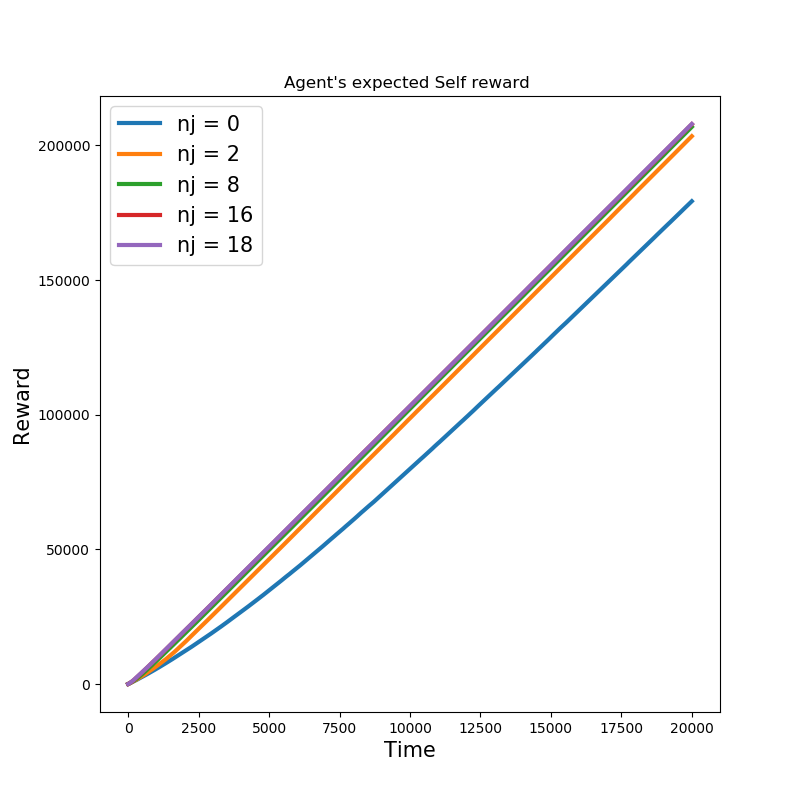 Agent's expected Self reward
nj = 0
nj = 2
nj = 8
nj = 16
nj = 18
200000
150000
100000
50000
0
Reward
0 2500 5000 7500 10000 12500 15000 17500 20000
Time